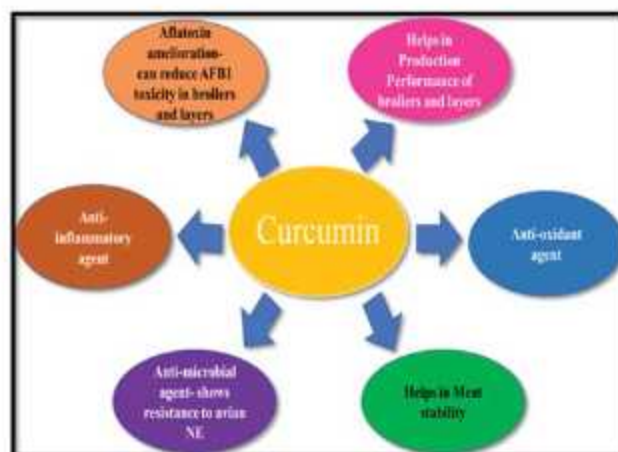 Aflatoxin
amelioration-
can reduce AFB1
toxicity in broilers
and layers
Helps in
Production
Performance of
broilers and layers
Anti-
inflammatory
agent
Curcumin
Anti-oxidant
agent
Anti-microbial
agent- shows
resistance to avian
NE
Helps in Meat
stability